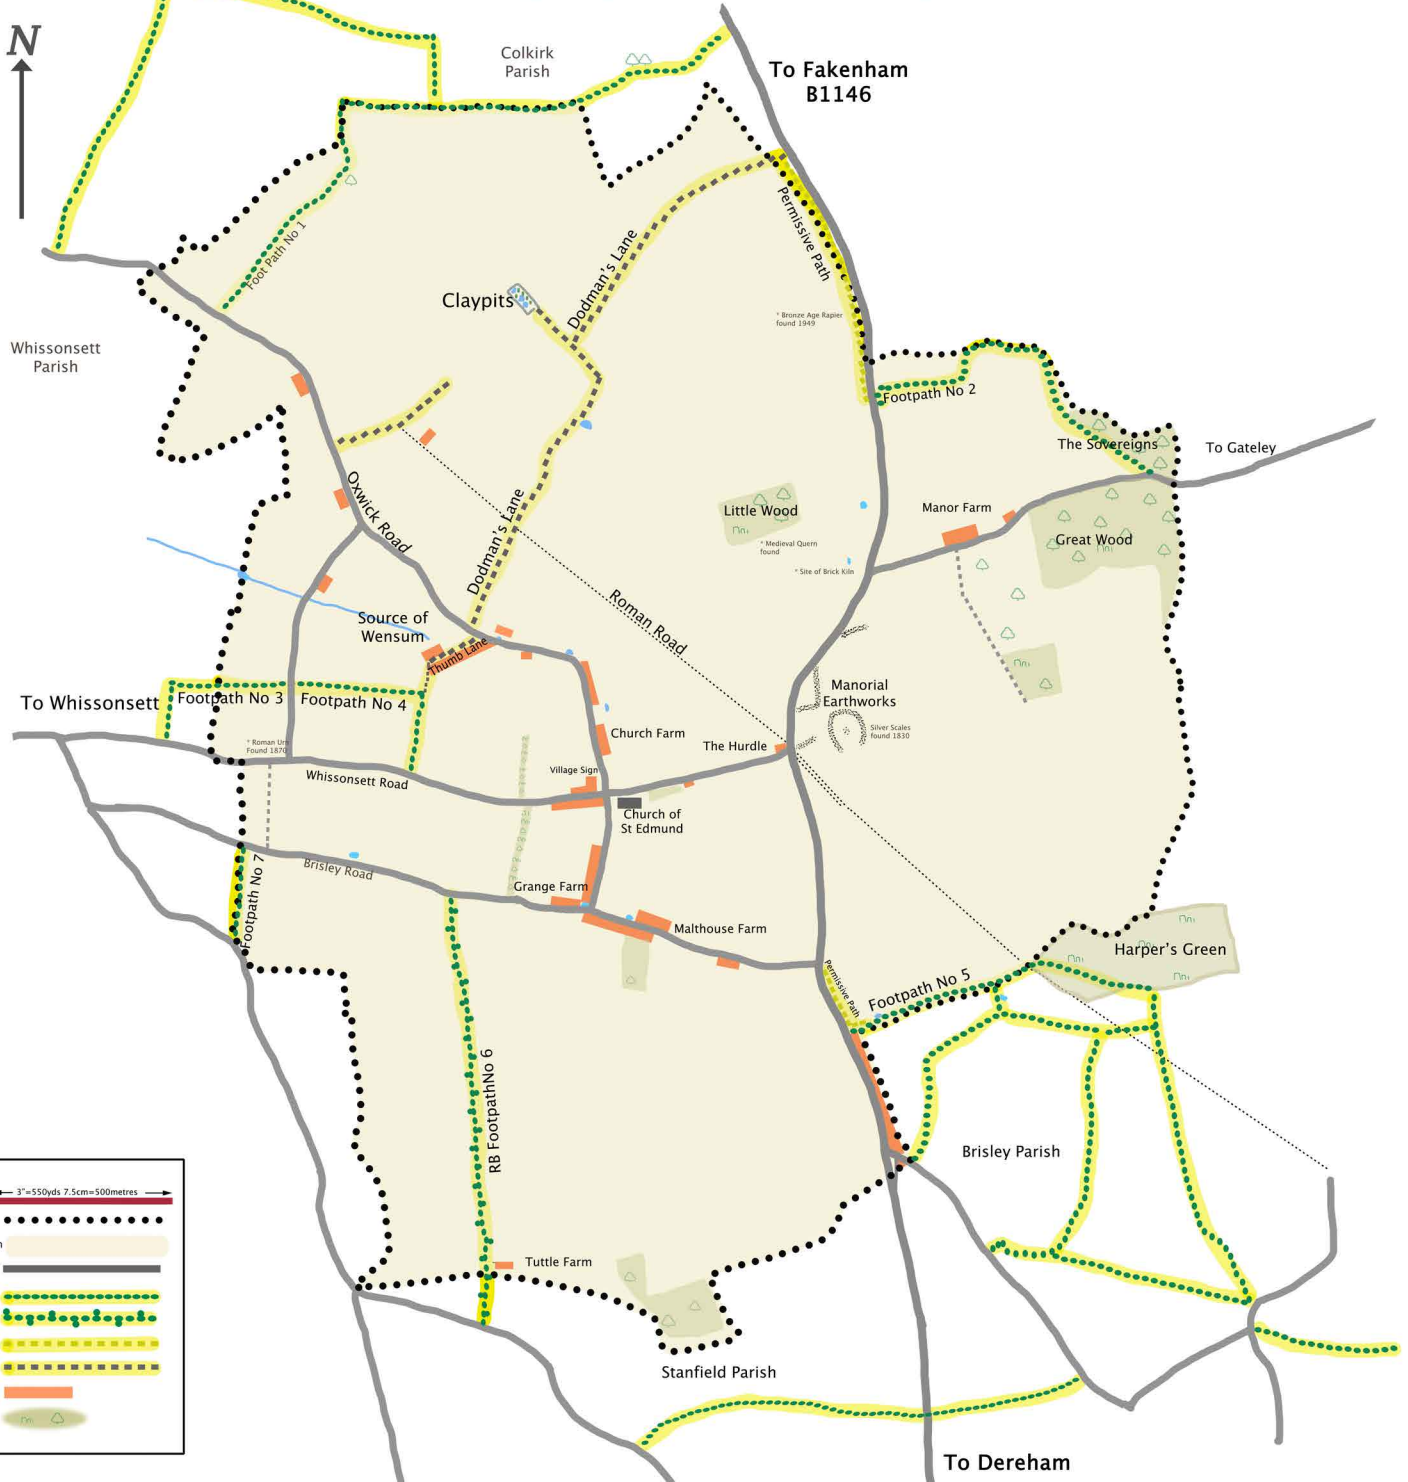 N
Colkirk
Parish
To Fakenham
B1146
Foot Path No 1
Permissive Path
Dodman's Lane
Claypits
* Bronze Age Rapier
found 1949
Whissonsett
Parish
Footpath No 2
The Sovereigns
To Gateley
Oxwick Road
Dodman's Lane
Little Wood
Manor Farm
Great Wood
* Medieval Quern
found
* Site of Brick Kiln
Source of
Wensum
Roman Road
Thumb Lane
To Whissonsett
Footpath No 3
Footpath No 4
Manorial
Earthworks
Silver Scales
found 1830
Church Farm
The Hurdle
* Roman Urn
Found 1870
Whissonsett Road
Village Sign
Church of
St Edmund
Brisley Road
Grange Farm
Footpath No 7
Malthouse Farm
Harper's Green
Permissive Path
Footpath No 5
RB FootpathNo 6
Brisley Parish
3"=550yds 7.5cm=500metres
Tuttle Farm
Stanfield Parish
To Dereham